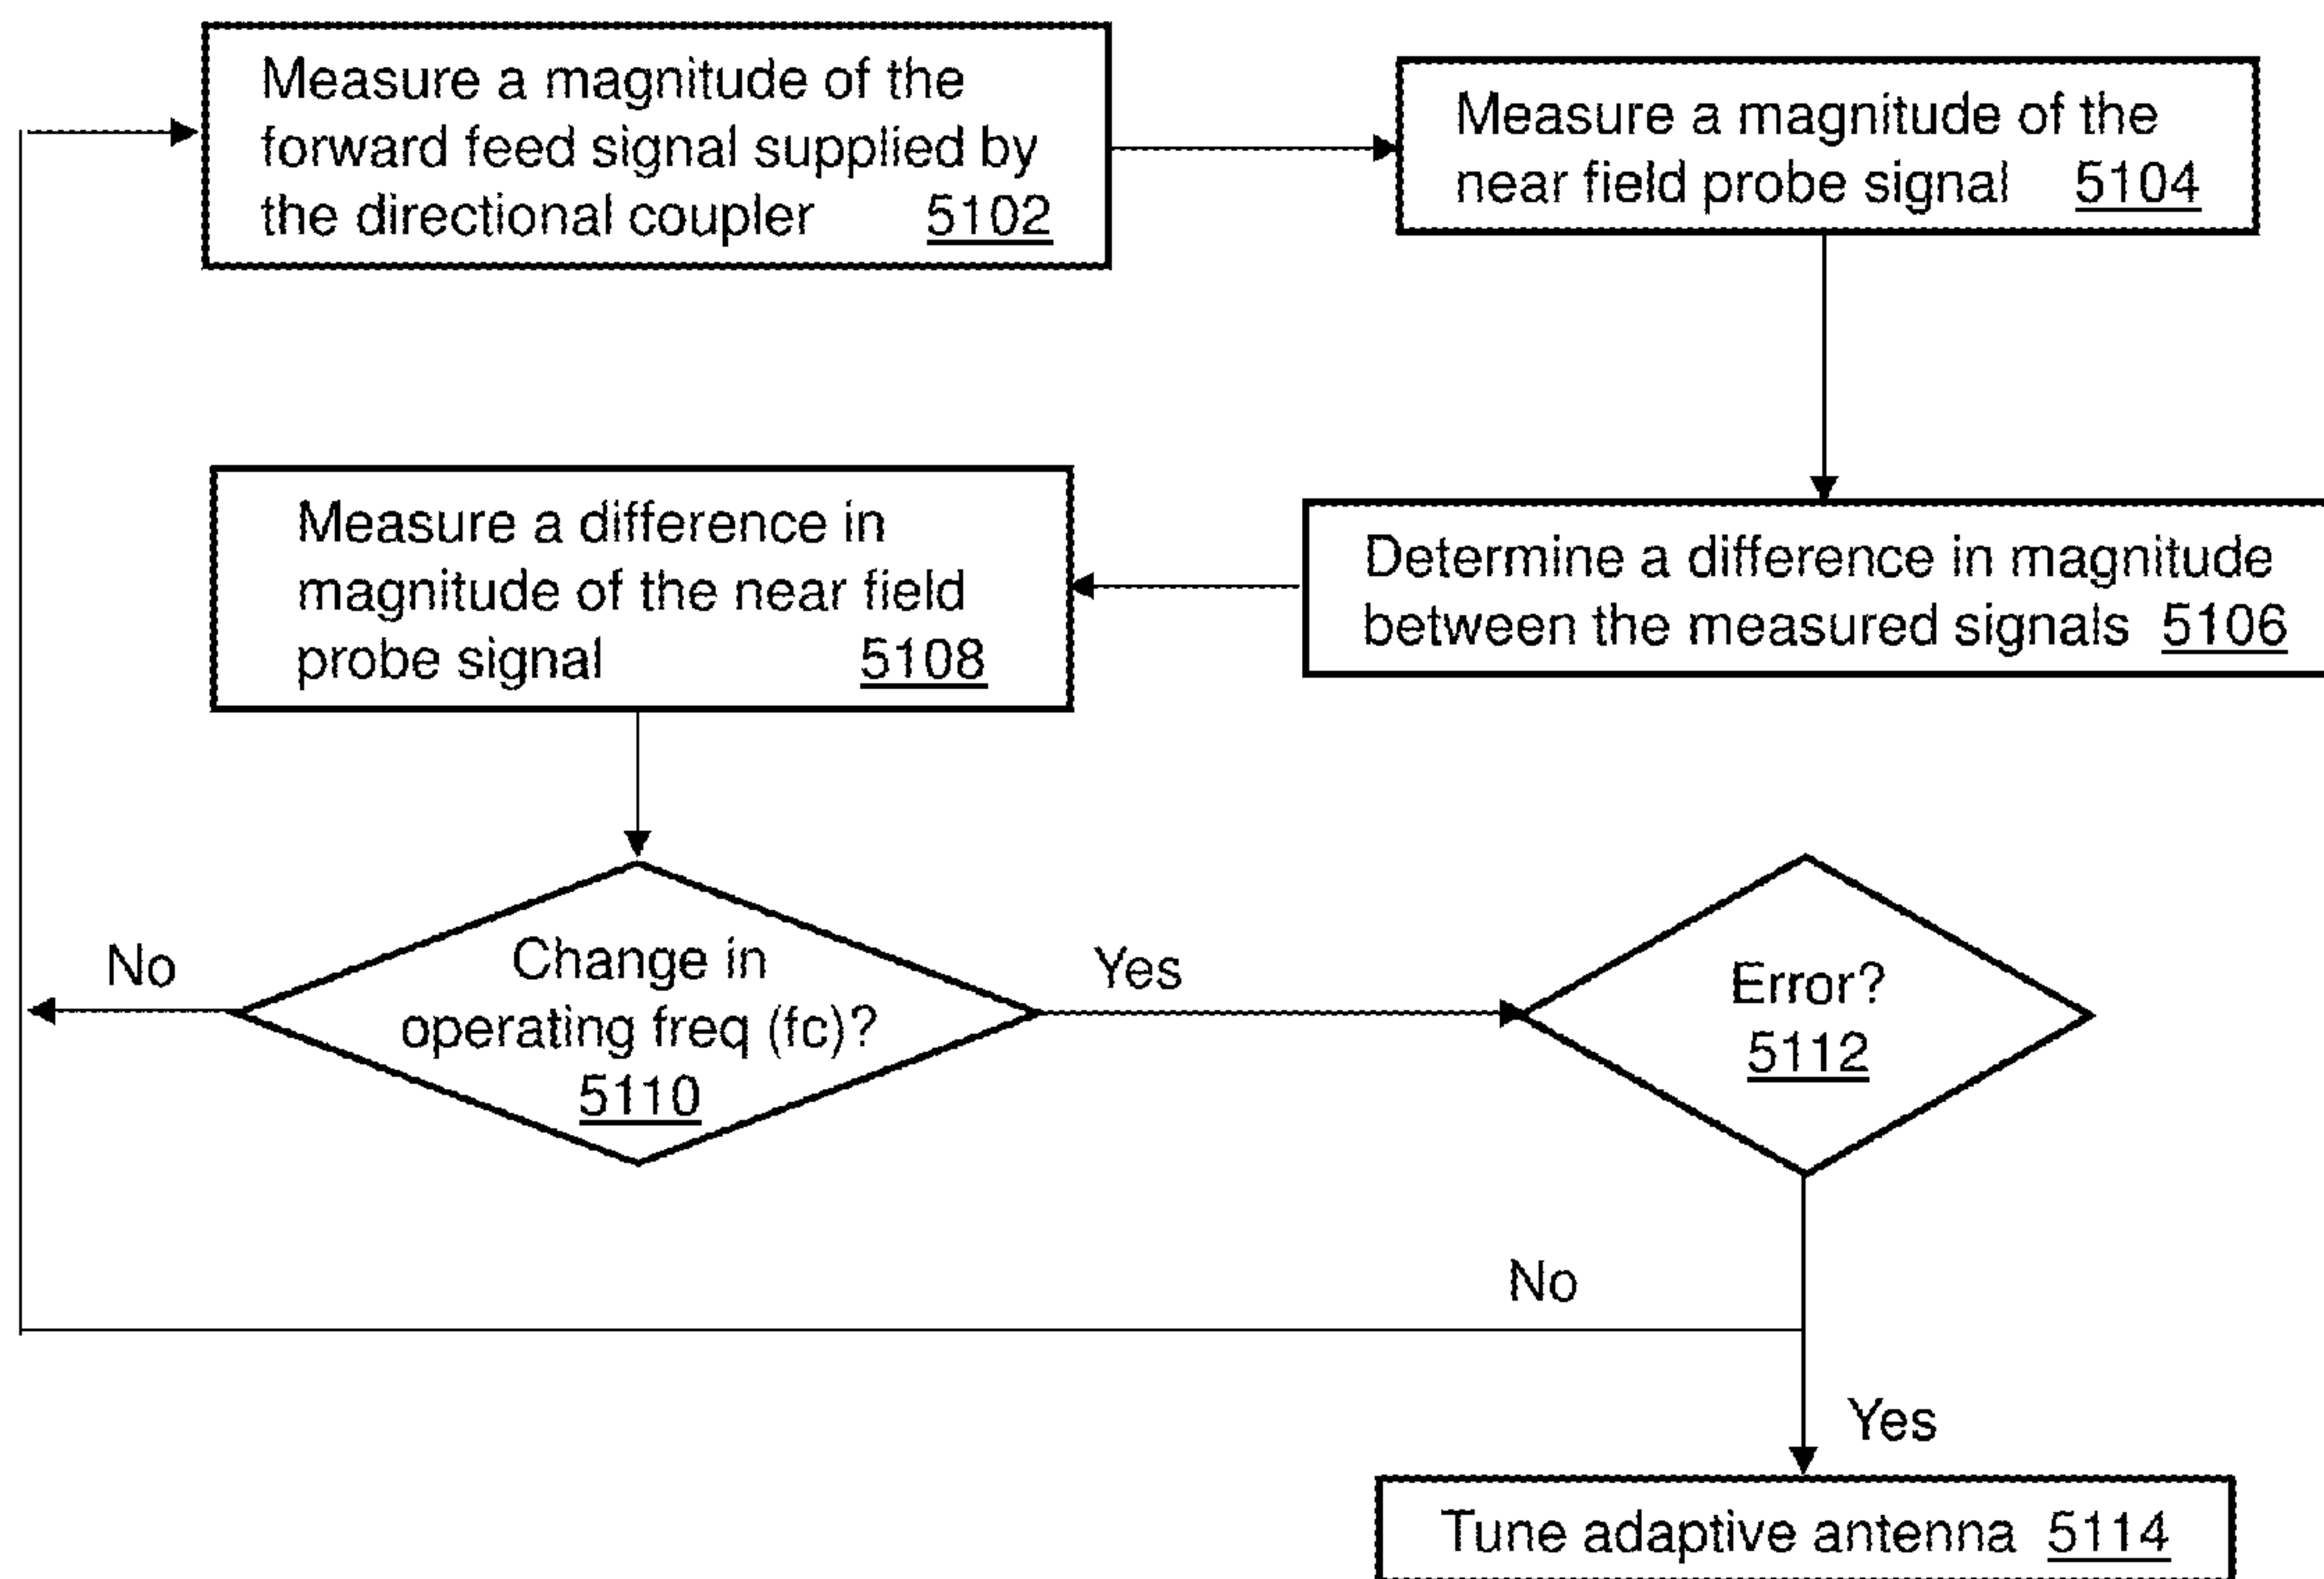 Measure a magnitude of the
forward feed signal supplied by
the directional coupler 5102
Measure a magnitude of the
near field probe signal 5104
Determine a difference in magnitude
between the measured signals 5106
Measure a difference in
magnitude of the near field
probe signal 5108
Change in
operating freq (fc)?
5110
No
Yes
Error?
5112
No
Yes
Tune adaptive antenna 5114